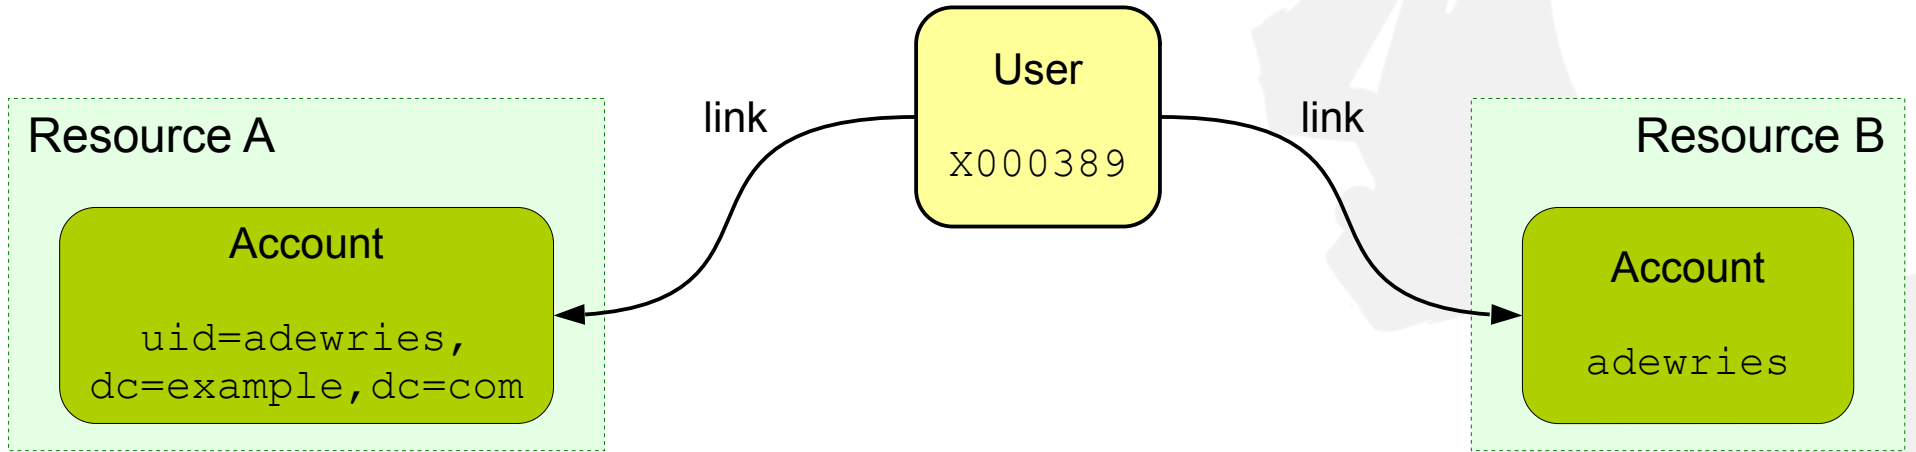 User
X000389
link
link
Resource A
Account
uid=adewries,
dc=example,dc=com
Resource B
Account
adewries